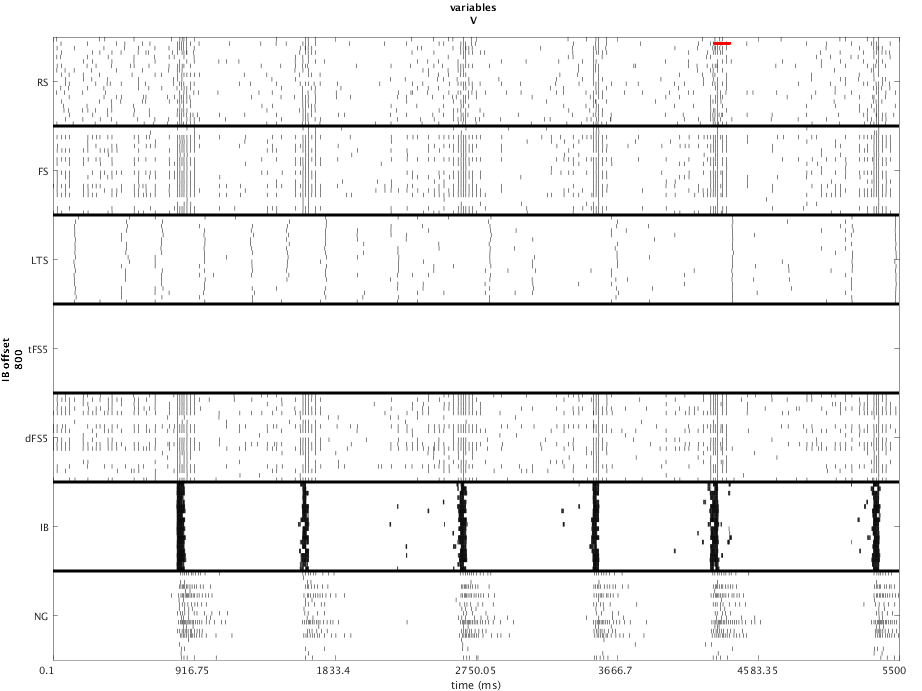 variables
V
RS
FS
LTS
tFS5
dFS5
IB
NG
IB offset
800
0.1 916.75 1833.4 2750.05 3666.7 4583.35 5500
time (ms)